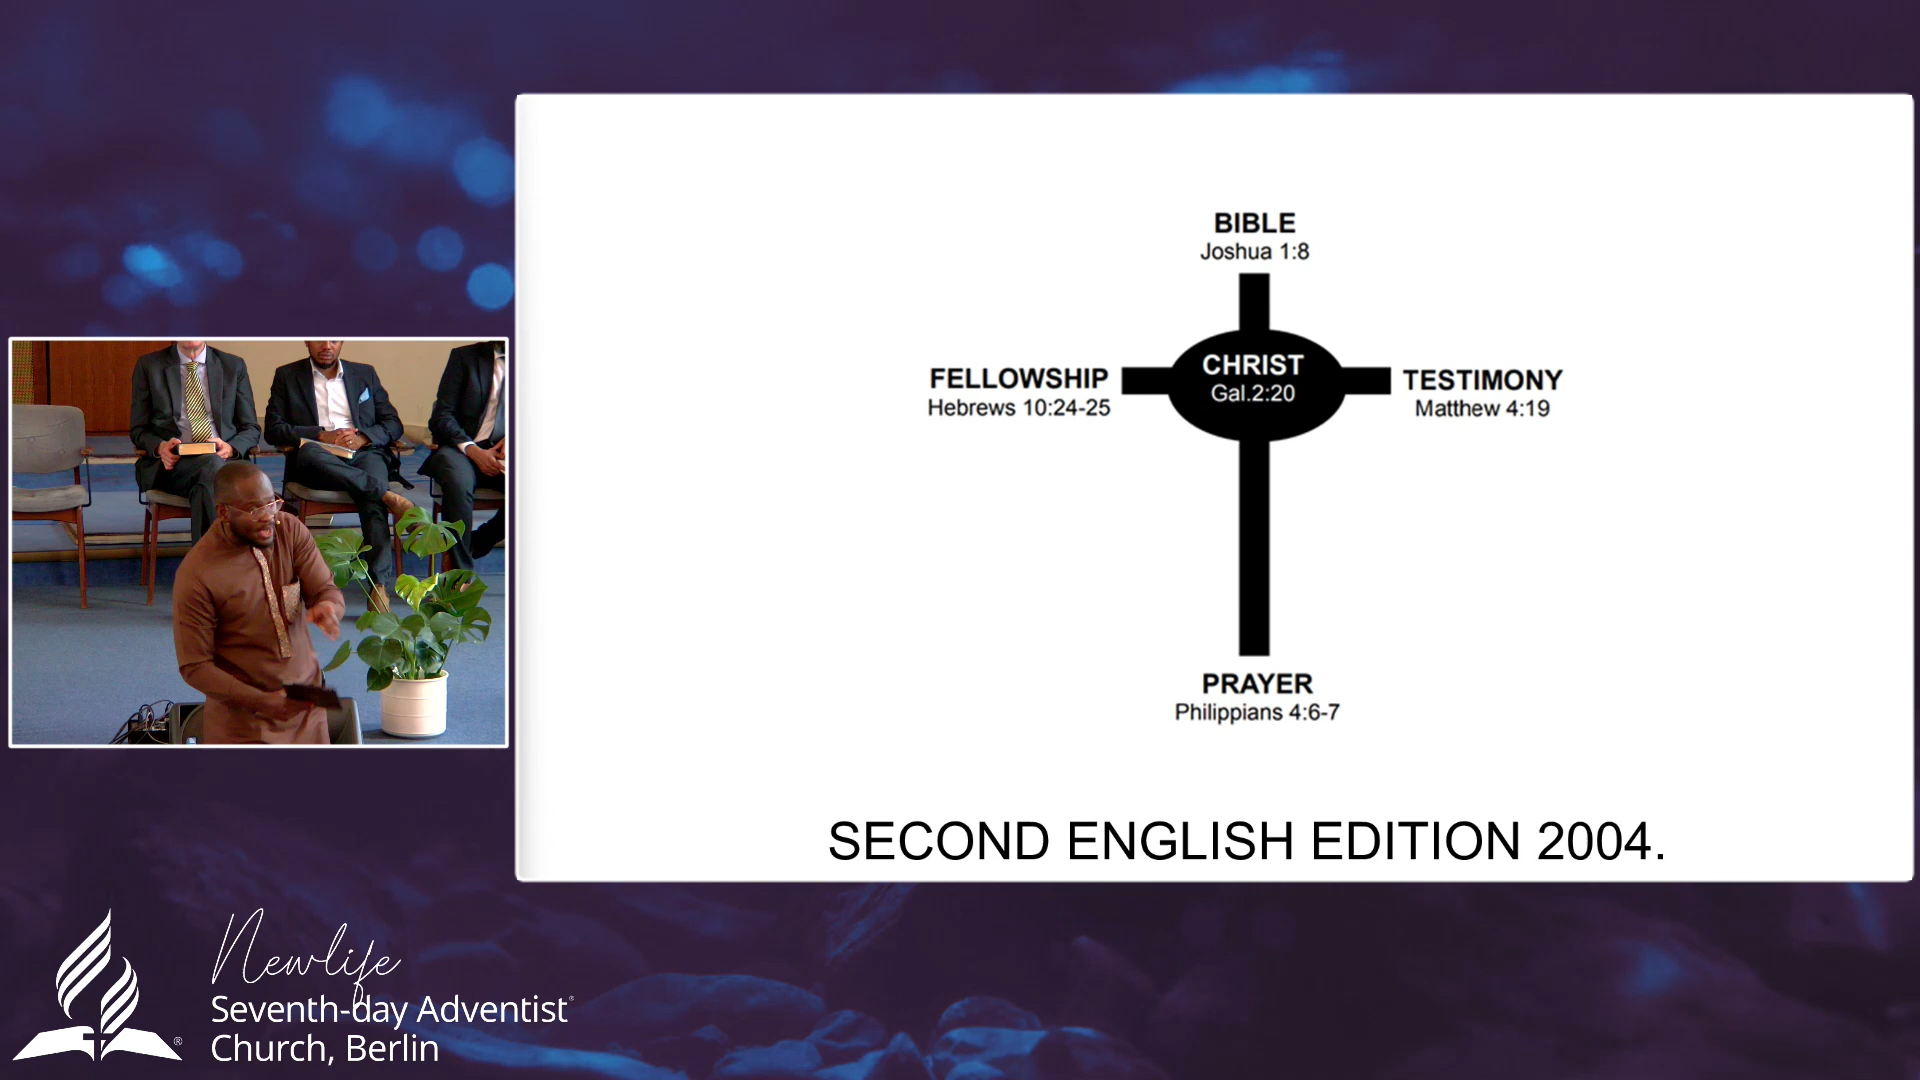 BIBLE
Joshua 1:8
CHRIST
Gal.2:20
FELLOWSHIP
Hebrews 10:24-25
TESTIMONY
Matthew 4:19
PRAYER
Philippians 4:6-7
SECOND ENGLISH EDITION 2004.
Newlife
Seventh-day Adventist®
Church, Berlin
®